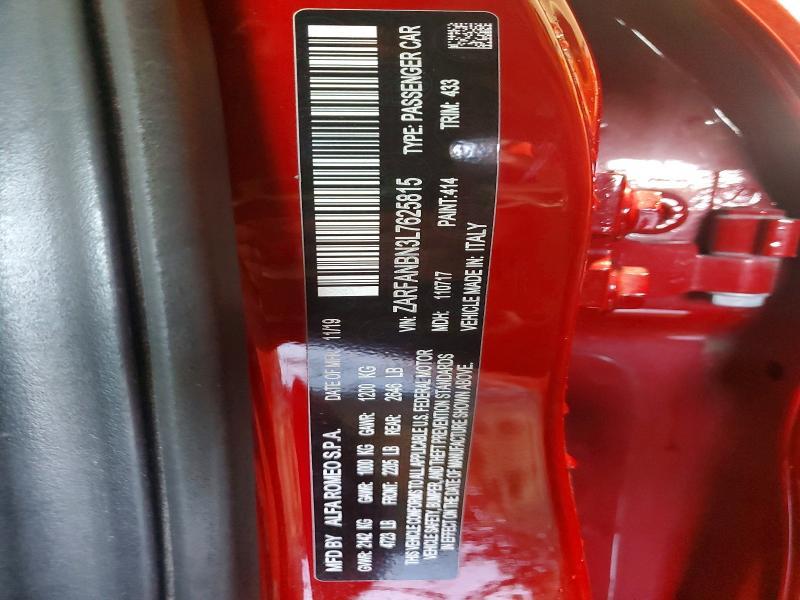 MFD BY ALFA ROMEO S.P.A. DATE OF MFR: 11/19
GVWR: 2142 KG GAWR: 1080 KG GAWR: 1200 KG
4723 LB FRONT: 2285 LB REAR: 2646 LB
THIS VEHICLE CONFORMS TO ALL APPLICABLE U.S. FEDERAL MOTOR
VEHICLE SAFETY, BUMPER, AND THEFT PREVENTION STANDARDS
IN EFFECT ON THE DATE OF MANUFACTURE SHOWN ABOVE.
VIN: ZARFANBN3L7625815 TYPE: PASSENGER CAR
MDH: 110717 PAINT:414 TRIM: 433
VEHICLE MADE IN: ITALY